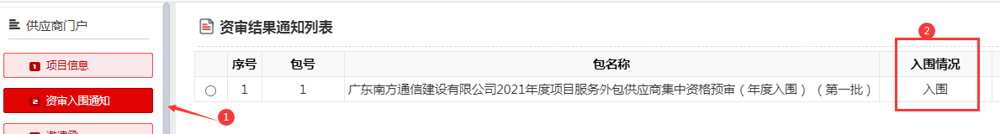 供应商门户
1 项目信息
2 资审入围通知
1
资审结果通知列表
2
序号 包号 包名称 入围情况
1 1 广东南方通信建设有限公司2021年度项目服务外包供应商集中资格预审（年度入围）（第一批） 入围